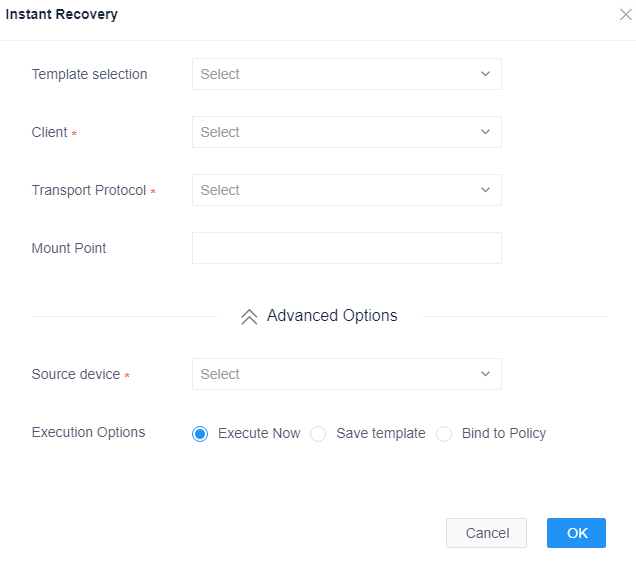 Instant Recovery
Template selection Select
Client * Select
Transport Protocol * Select
Mount Point
Advanced Options
Source device * Select
Execution Options Execute Now Save template Bind to Policy
Cancel OK